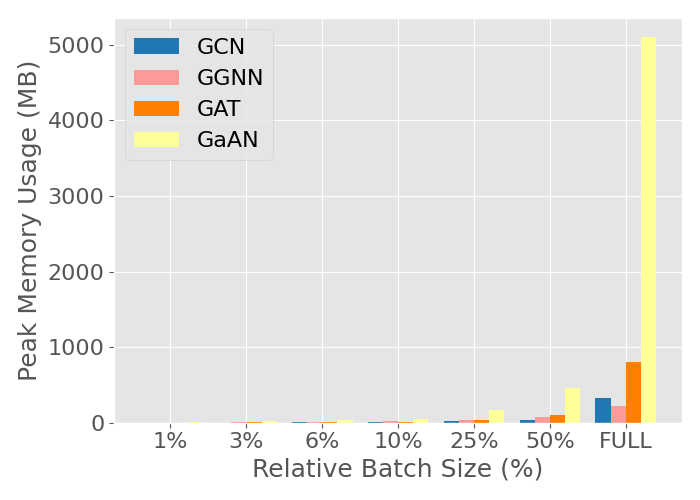 GCN
GGNN
GAT
GaAN
Peak Memory Usage (MB)
5000
4000
3000
2000
1000
0
1% 3% 6% 10% 25% 50% FULL
Relative Batch Size (%)